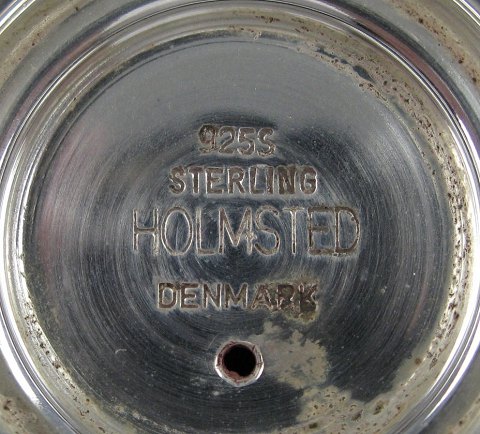 925S
STERLING
HOLMSTED
DENMARK